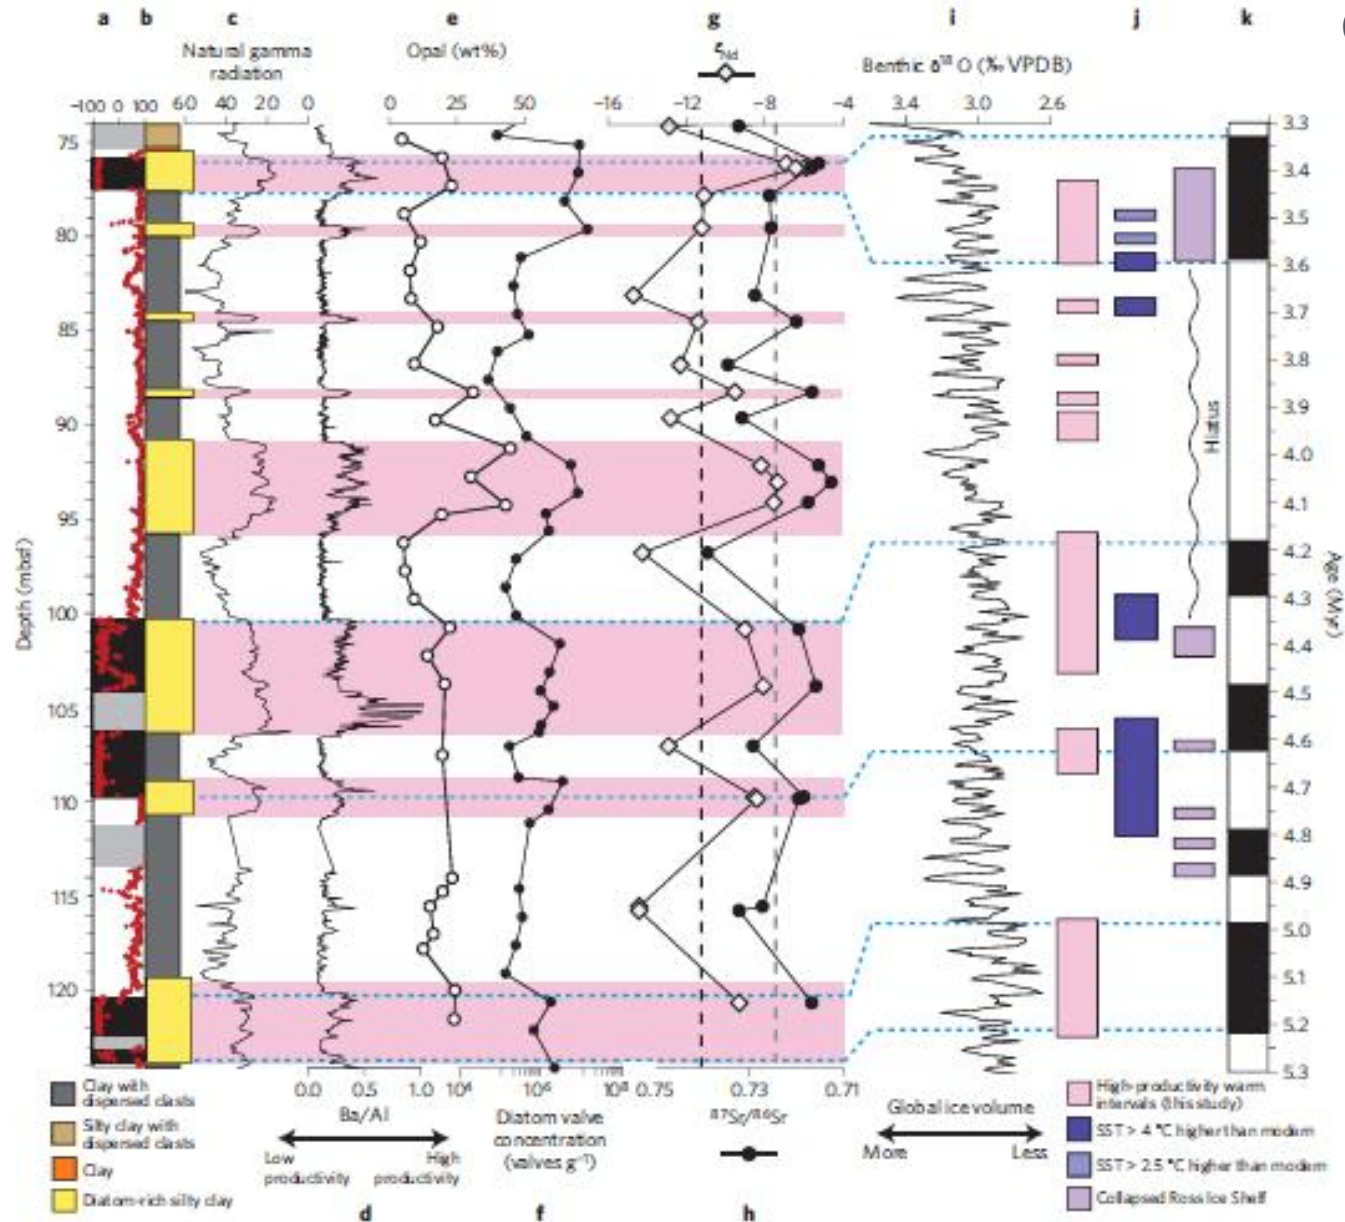 a b c e g i j k
Natural gamma
radiation
Opal (wt%)
εNd
Benthic δ¹⁸ O (‰ VPDB)
−100 0 100 60 40 20 0
0 25 50
−16 −12 −8 −4
3.4 3.0 2.6
Depth (mbsf)
75
80
85
90
95
100
105
110
115
120
Hiatus
Age (Myr)
3.3
3.4
3.5
3.6
3.7
3.8
3.9
4.0
4.1
4.2
4.3
4.4
4.5
4.6
4.7
4.8
4.9
5.0
5.1
5.2
5.3
0.0 0.5 1.0
10⁴ 10⁶ 10⁸
0.75 0.73 0.71
Clay with
dispersed clasts
Silty clay with
dispersed clasts
Clay
Diatom-rich silty clay
Ba/Al
Low
productivity
High
productivity
Diatom valve
concentration
(valves g⁻¹)
⁸⁷Sr/⁸⁶Sr
Global ice volume
More Less
High-productivity warm
intervals (this study)
SST > 4 °C higher than modern
SST > 2.5 °C higher than modern
Collapsed Ross Ice Shelf
d f h